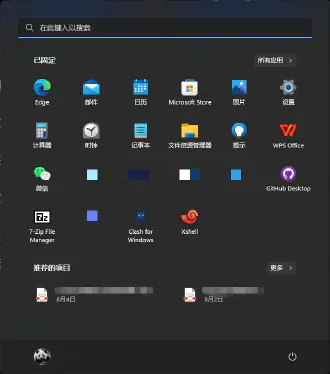 在此键入以搜索
已固定
所有应用 >
Edge
邮件
日历
Microsoft Store
照片
设置
计算器
时钟
记事本
文件资源管理器
提示
WPS Office
微信
GitHub Desktop
7z
7-Zip File
Manager
Clash for
Windows
Xshell
推荐的项目
更多 >
8月4日
8月2日